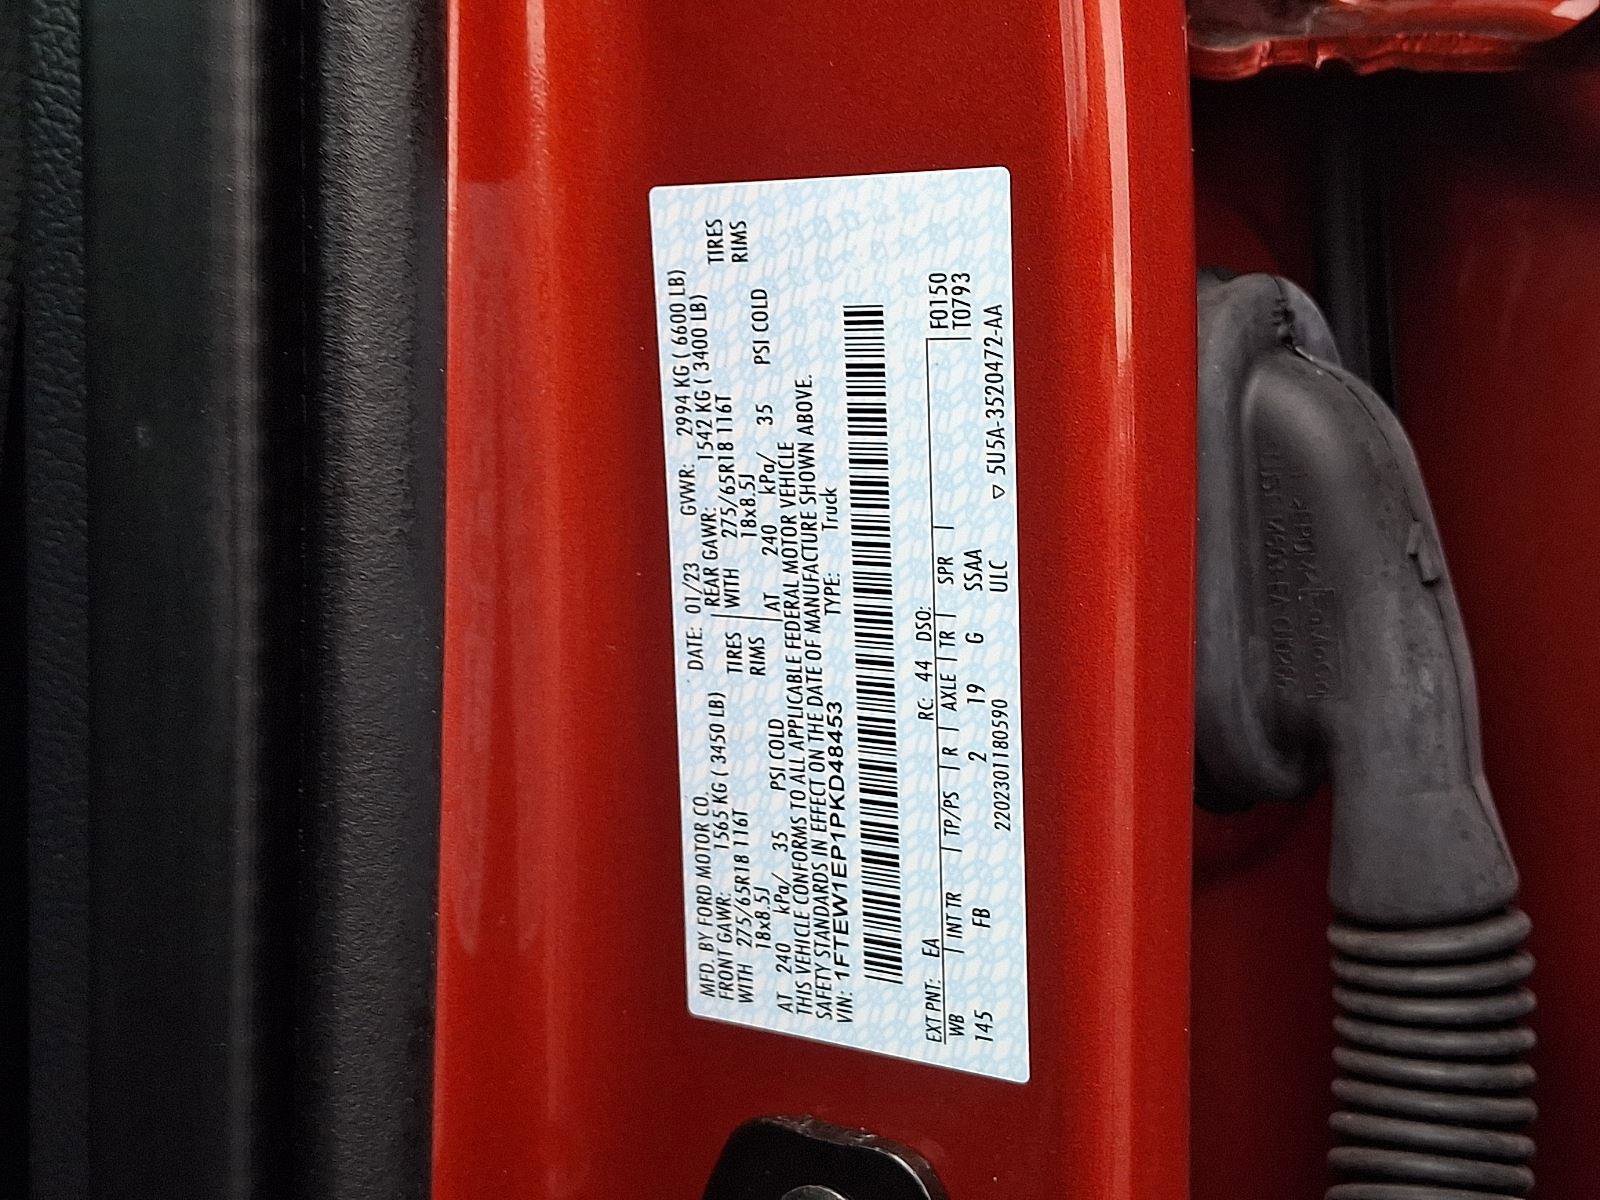 MFD. BY FORD MOTOR CO. DATE: 01/23 GVWR: 2994 KG ( 6600 LB)
FRONT GAWR: 1565 KG ( 3450 LB) REAR GAWR: 1542 KG ( 3400 LB)
WITH 275/65R18 116T TIRES WITH 275/65R18 116T TIRES
18x8.5J RIMS 18x8.5J RIMS
AT 240 kPa/ 35 PSI COLD AT 240 kPa/ 35 PSI COLD
THIS VEHICLE CONFORMS TO ALL APPLICABLE FEDERAL MOTOR VEHICLE
SAFETY STANDARDS IN EFFECT ON THE DATE OF MANUFACTURE SHOWN ABOVE.
VIN: 1FTEW1EP1PKD48453 TYPE: Truck
EXT PNT: EA RC: 44 DSO: F0150
WB INT TR TP/PS R AXLE TR SPR T0793
145 FB 2 19 G SSAA
2202301180590 ULC ▽ 5U5A-3520472-AA